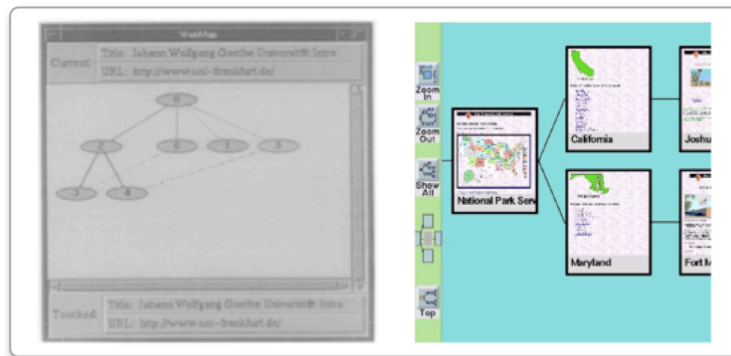 WebMap
Current:
Title: Johann Wolfgang Goethe Universität Intro
URL: http://www.uni-frankfurt.de/
0
2
6
1
5
3
4
Touched:
Title: Johann Wolfgang Goethe Universität Intro
URL: http://www.uni-frankfurt.de/
Zoom
In
Zoom
Out
Show
All
Top
National Park Serv
California
Joshu
Maryland
Fort M